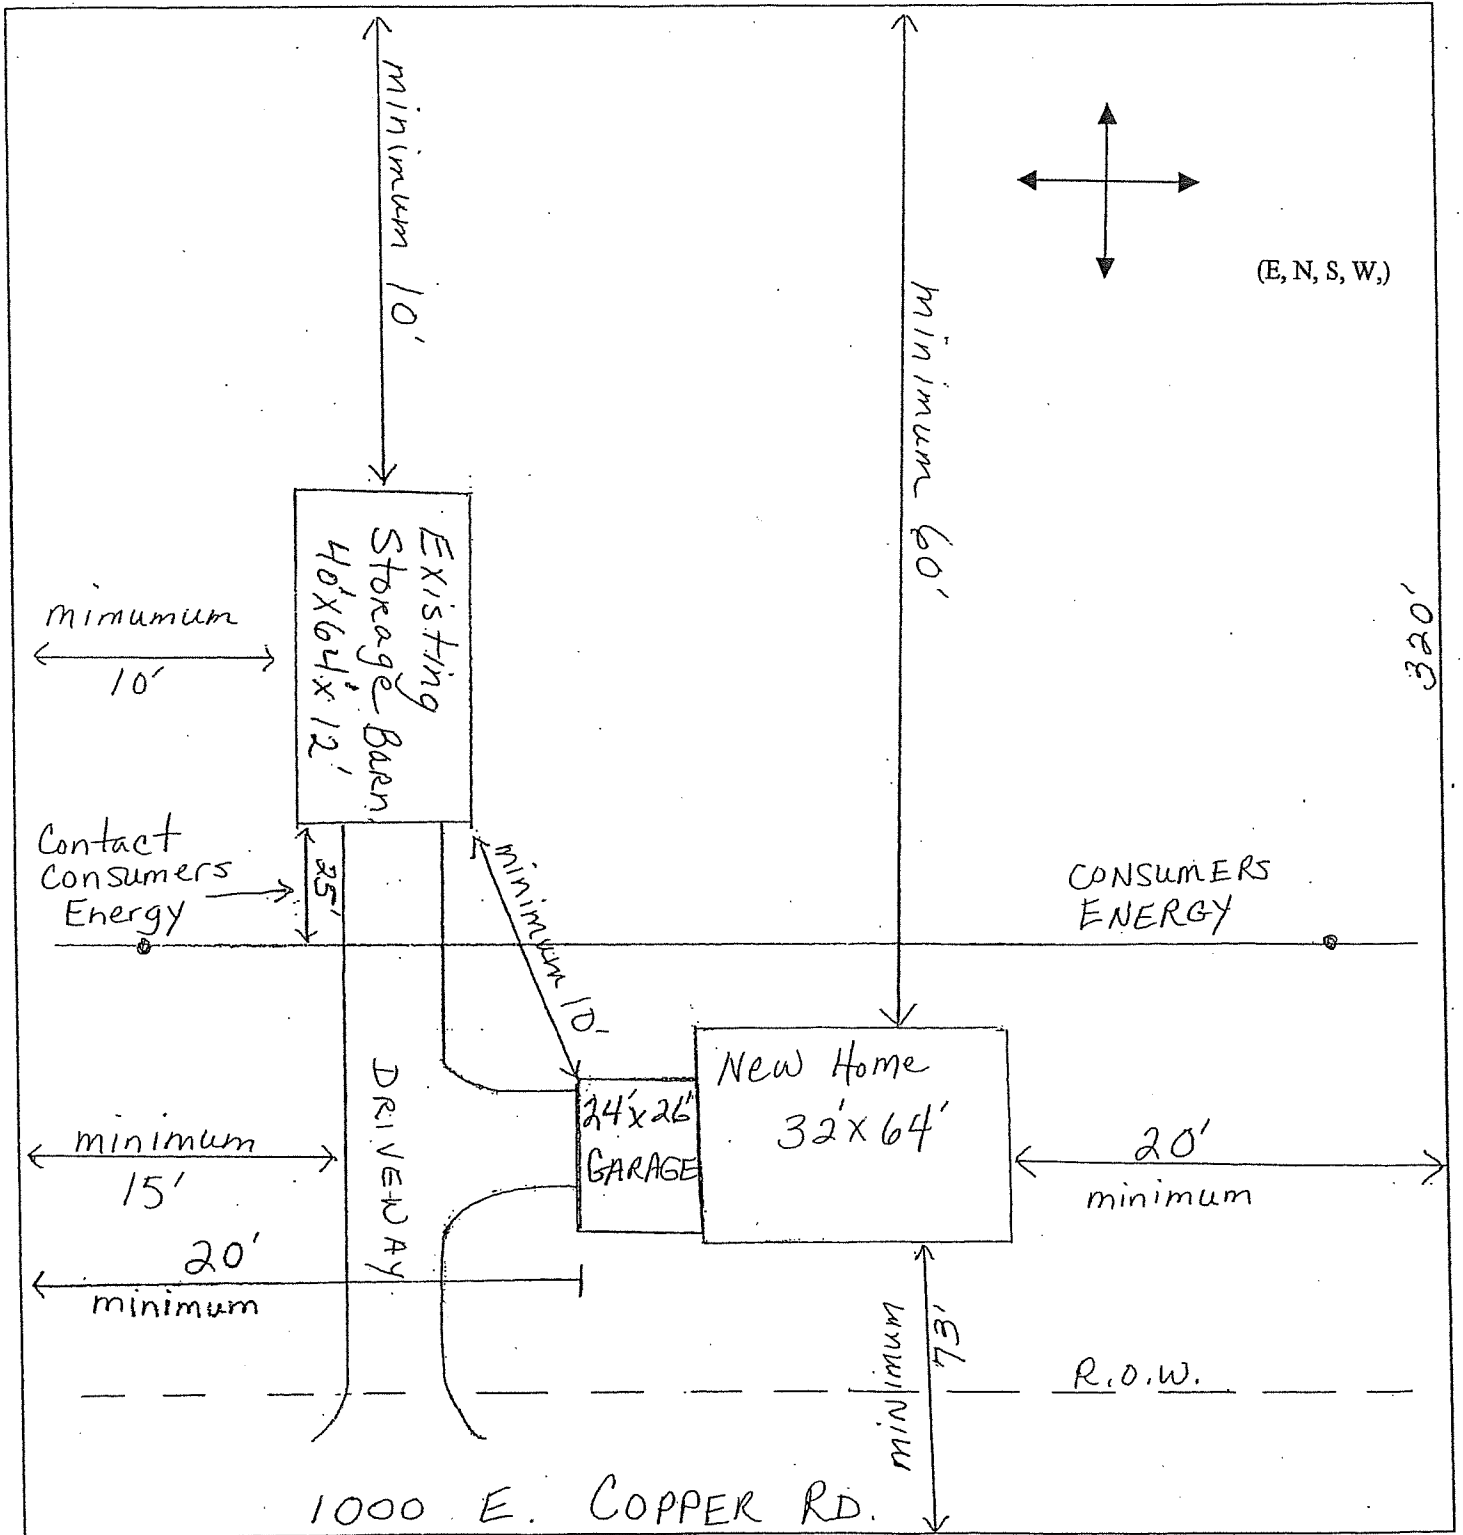 minimum 10'
minimum 60'
(E, N, S, W,)
320'
Existing
Storage Barn
40'x64'x12'
mimumum
10'
Contact
Consumers
Energy
25'
minimum 10-
CONSUMERS
ENERGY
New Home
32'x64'
24'x26'
GARAGE
DRIVEWAY
minimum
15'
20'
minimum
20'
minimum
minimum
73'
R.O.W.
1000 E. COPPER RD.